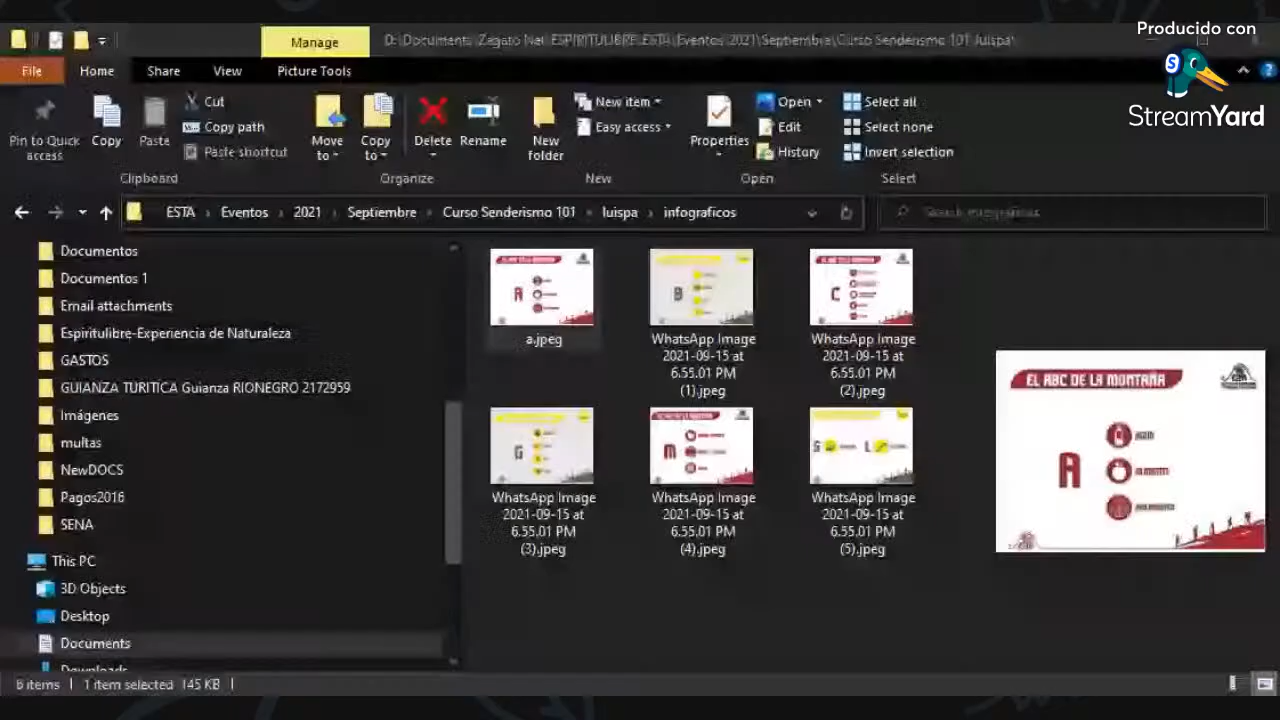 Producido con
StreamYard
Manage
File
Home
Share
View
Picture Tools
Pin to Quick access
Copy
Paste
Cut
Copy path
Paste shortcut
Move to
Copy to
Delete
Rename
New folder
New item
Easy access
Properties
Open
Edit
History
Select all
Select none
Invert selection
Clipboard
Organize
New
Open
Select
ESTA
Eventos
2021
Septiembre
Curso Senderismo 101
luispa
infograficos
Documentos
Documentos 1
Email attachments
Espiritulibre-Experiencia de Naturaleza
GASTOS
GUIANZA TURITICA Guianza RIONEGRO 2172959
Imágenes
multas
NewDOCS
Pagos2016
SENA
This PC
3D Objects
Desktop
Documents
Downloads
a.jpeg
WhatsApp Image
2021-09-15 at
6.55.01 PM
(1).jpeg
WhatsApp Image
2021-09-15 at
6.55.01 PM
(2).jpeg
WhatsApp Image
2021-09-15 at
6.55.01 PM
(3).jpeg
WhatsApp Image
2021-09-15 at
6.55.01 PM
(4).jpeg
WhatsApp Image
2021-09-15 at
6.55.01 PM
(5).jpeg
EL ABC DE LA MONTAÑA
A
6 items
1 item selected 145 KB